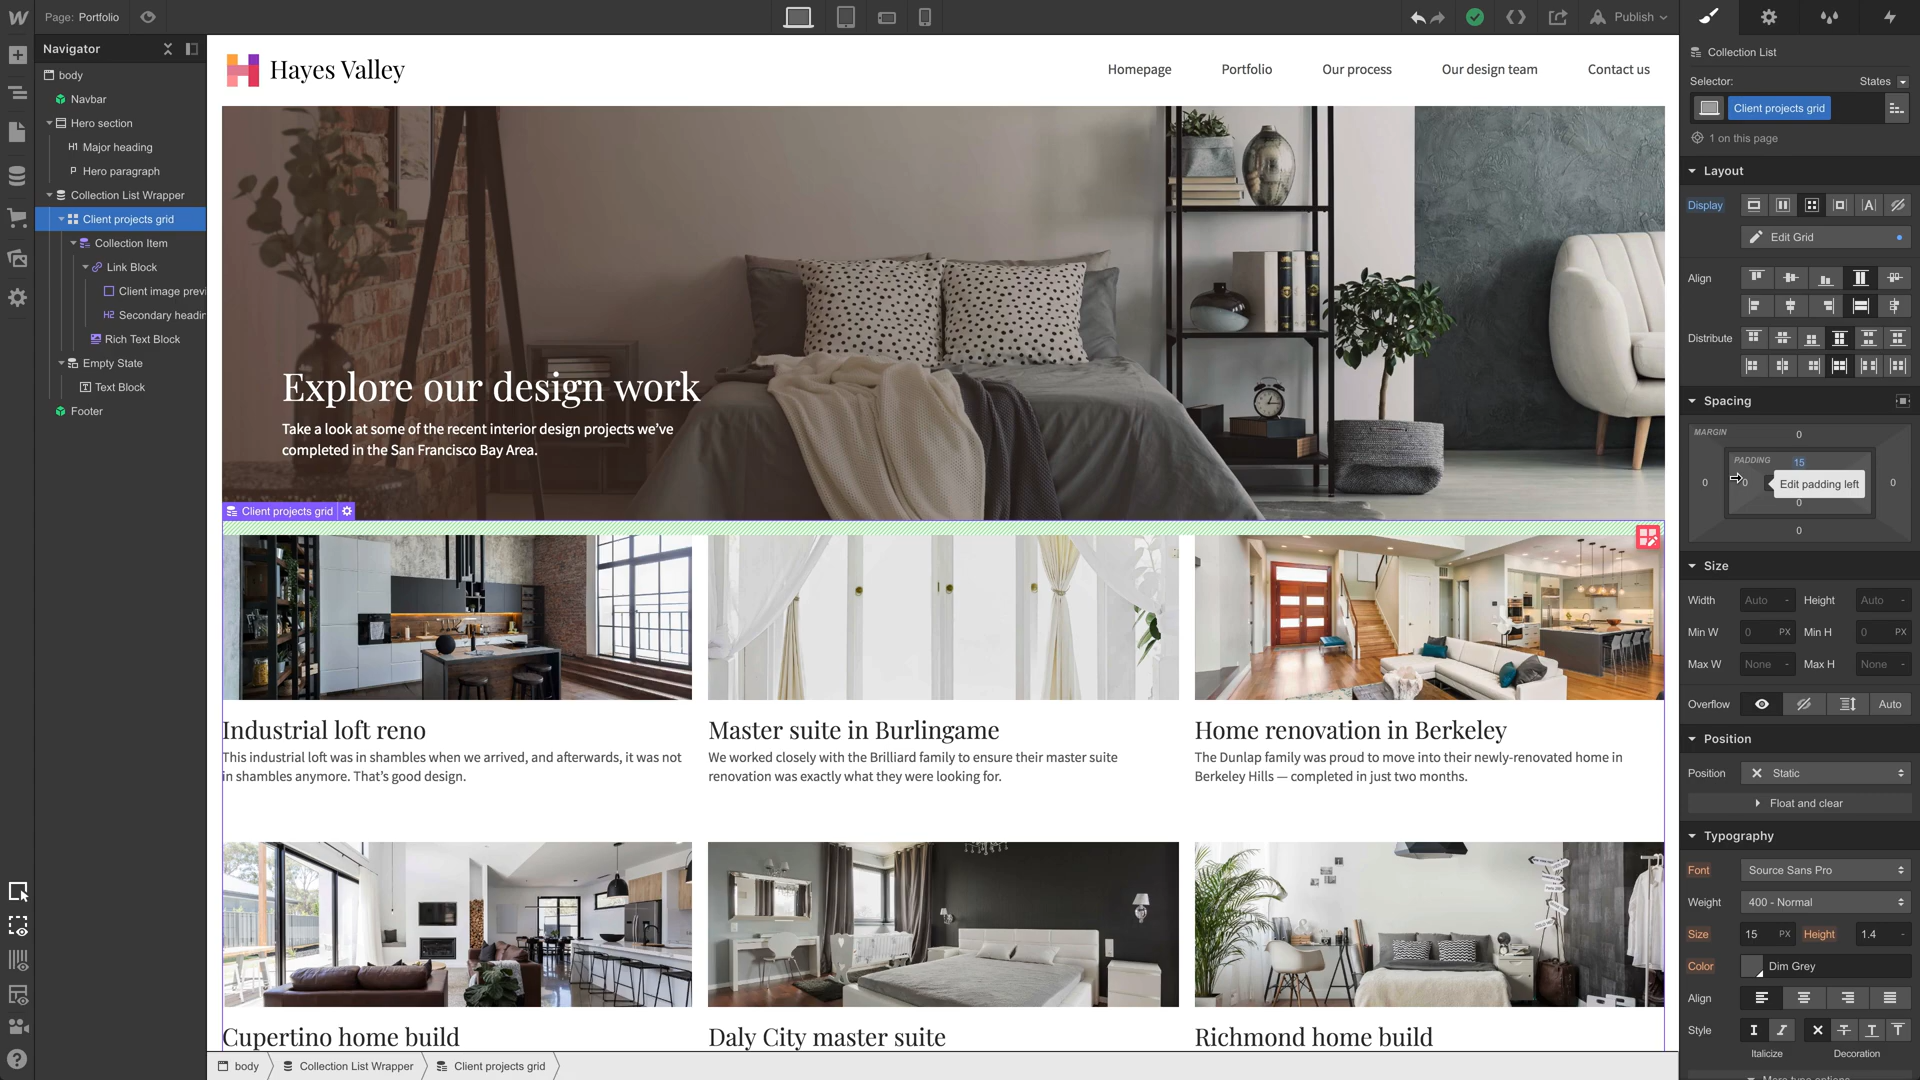 Page: Portfolio
Publish
Navigator
body
Navbar
Hero section
H1 Major heading
P Hero paragraph
Collection List Wrapper
Client projects grid
Collection Item
Link Block
Client image previ
H2 Secondary headin
Rich Text Block
Empty State
Text Block
Footer
Hayes Valley
Homepage
Portfolio
Our process
Our design team
Contact us
Explore our design work
Take a look at some of the recent interior design projects we’ve
completed in the San Francisco Bay Area.
Client projects grid
Industrial loft reno
This industrial loft was in shambles when we arrived, and afterwards, it was not
in shambles anymore. That’s good design.
Master suite in Burlingame
We worked closely with the Brilliard family to ensure their master suite
renovation was exactly what they were looking for.
Home renovation in Berkeley
The Dunlap family was proud to move into their newly-renovated home in
Berkeley Hills — completed in just two months.
Cupertino home build
Daly City master suite
Richmond home build
body
Collection List Wrapper
Client projects grid
Collection List
Selector:
States
Client projects grid
1 on this page
Layout
Display
Edit Grid
Align
Distribute
Spacing
MARGIN
0
PADDING
15
0
0
Edit padding left
0
0
0
Size
Width Auto - Height Auto -
Min W 0 PX Min H 0 PX
Max W None - Max H None -
Overflow Auto
Position
Position Static
Float and clear
Typography
Font Source Sans Pro
Weight 400 - Normal
Size 15 PX Height 1.4 -
Color Dim Grey
Align
Style
Italicize Decoration
More type options